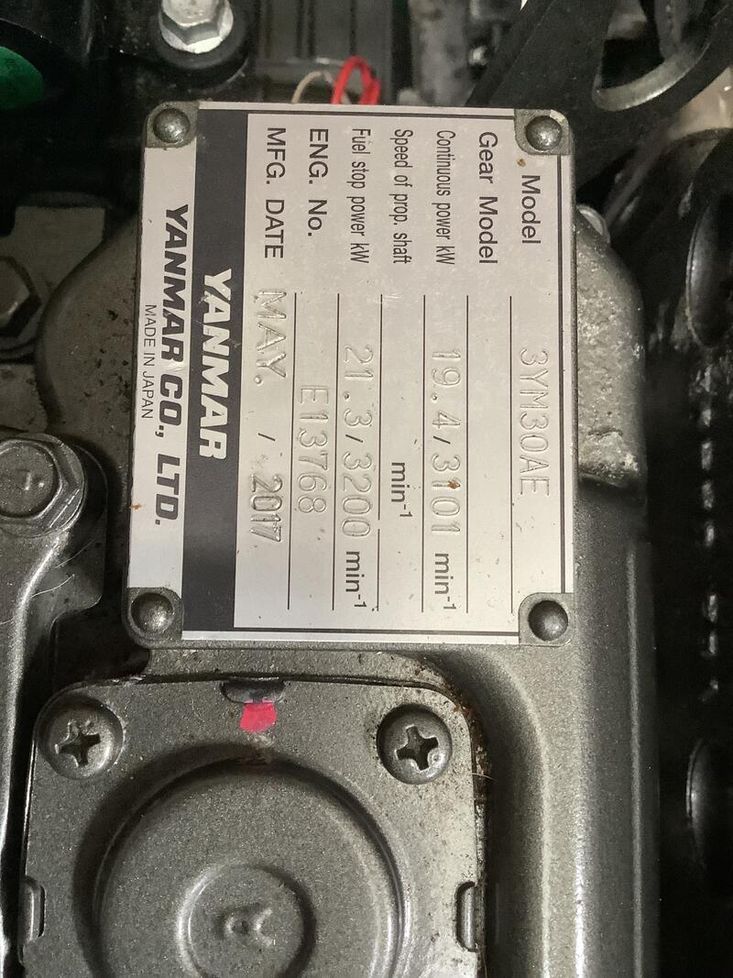 Model 3YM30AE
Gear Model
Continuous power kW 19.4/3101 min-1
Speed of prop. shaft min-1
Fuel stop power kW 21.3/3200 min-1
ENG. No. E13768
MFG. DATE MAY. / 2017
YANMAR
YANMAR CO., LTD.
MADE IN JAPAN
A